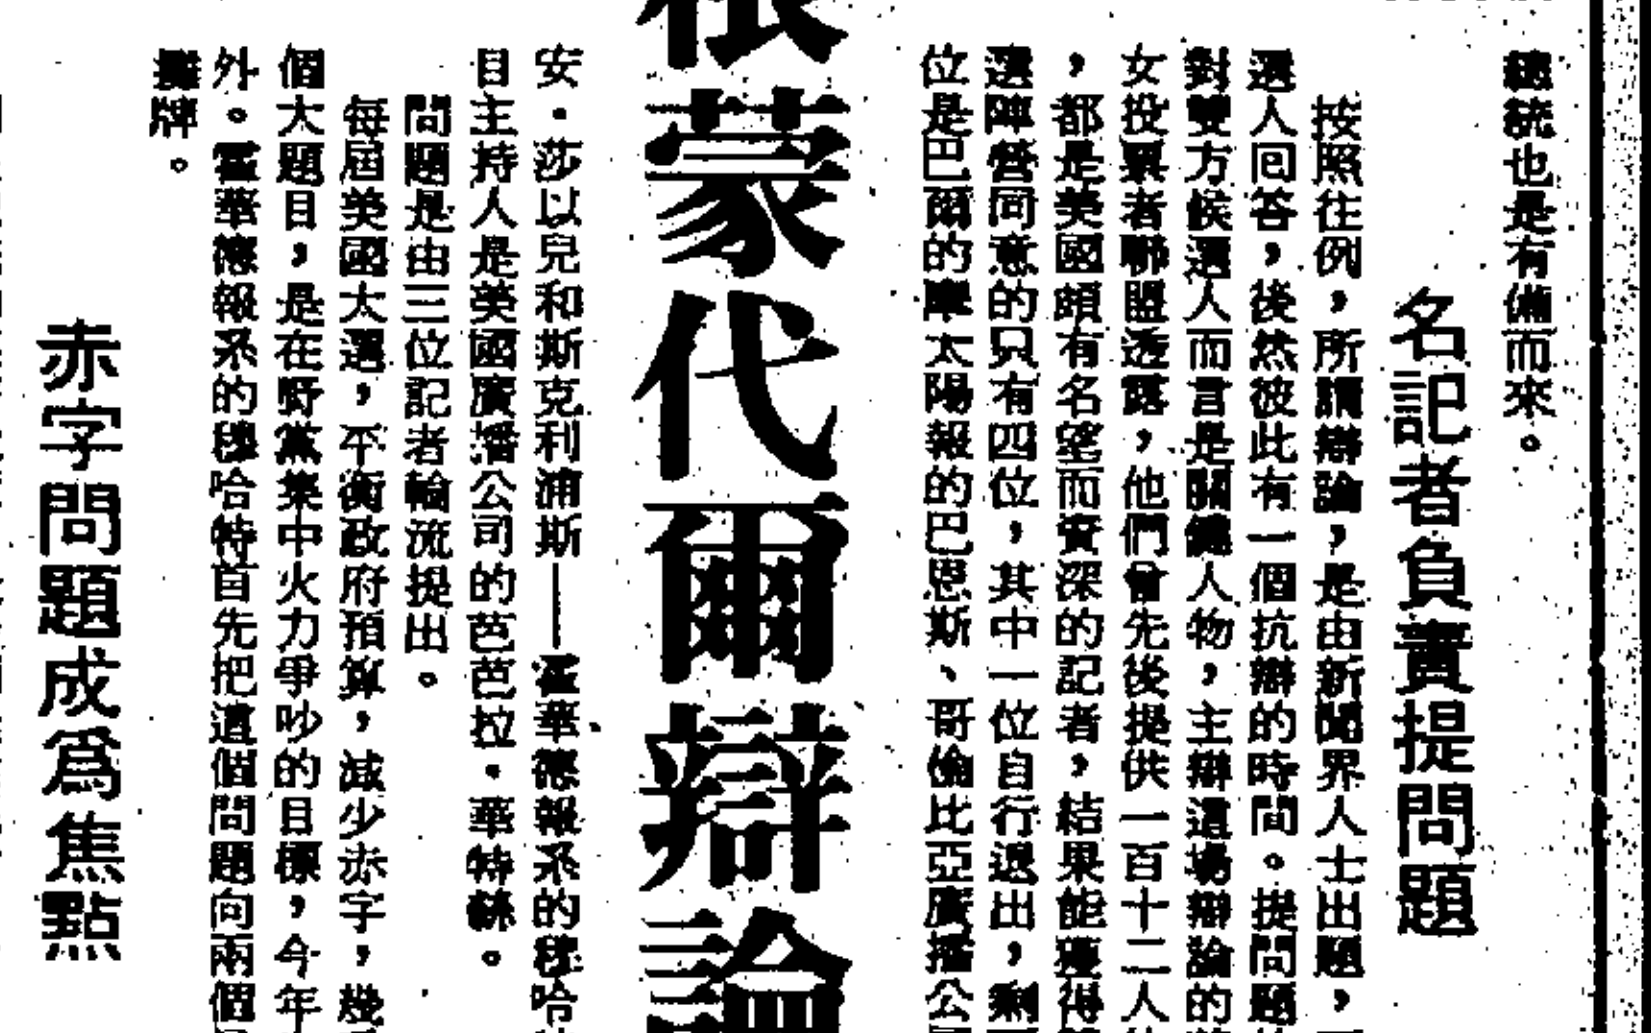 總統也是有備而來。
名記者負責提問題
按照往例，所謂辯論，是由新聞界人士出題，
選人回答，後然彼此有一個抗辯的時間。提問題
對雙方候選人而言是關鍵人物，主辯這場辯論的
女投票者聯盟透露，他們曾先後提供一百十二人
，都是美國頗有名望而資深的記者，結果能獲得
選陣營同意的只有四位，其中一位自行退出，剩
位是巴爾的摩太陽報的巴恩斯、哥倫比亞廣播公
根蒙代爾辯論
安・莎以兒和斯克利浦斯——霍華德報系的穆哈
目主持人是美國廣播公司的芭芭拉・華特絲。
問題是由三位記者輪流提出。
每屆美國大選，平衡政府預算，減少赤字，幾
個大題目，是在野黨集中火力爭吵的目標，今年
外。霍華德報系的穆哈特首先把這個問題向兩個
攤牌。
赤字問題成為焦點